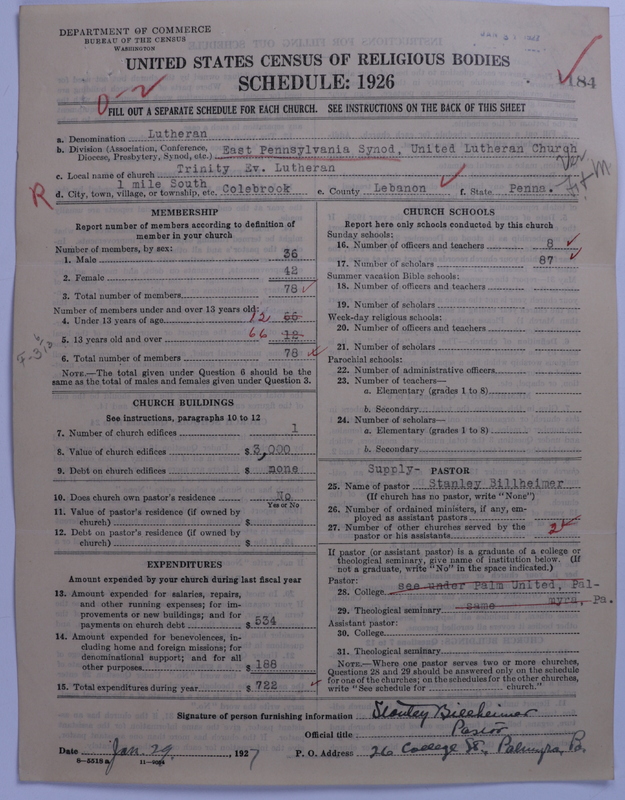 DEPARTMENT OF COMMERCE
BUREAU OF THE CENSUS
WASHINGTON
UNITED STATES CENSUS OF RELIGIOUS BODIES
SCHEDULE: 1926
184
0-2
FILL OUT A SEPARATE SCHEDULE FOR EACH CHURCH. SEE INSTRUCTIONS ON THE BACK OF THIS SHEET
a. Denomination Lutheran
b. Division (Association, Conference, Diocese, Presbytery, Synod, etc.) East Pennsylvania Synod, United Lutheran Church
c. Local name of church Trinity Ev. Lutheran
d. City, town, village, or township, etc. 1 mile South Colebrook e. County Lebanon f. State Penna.
R
MEMBERSHIP
Report number of members according to definition of
member in your church
Number of members, by sex:
1. Male 36
2. Female 42
3. Total number of members 78
Number of members under and over 13 years old:
4. Under 13 years of age 12 66
5. 13 years old and over 66 12
6. Total number of members 78
NOTE.—The total given under Question 6 should be the
same as the total of males and females given under Question 3.
CHURCH BUILDINGS
See instructions, paragraphs 10 to 12
7. Number of church edifices 1
8. Value of church edifices $3,000
9. Debt on church edifices $ none
10. Does church own pastor's residence No
Yes or No
11. Value of pastor's residence (if owned by
church) $
12. Debt on pastor's residence (if owned by
church) $
EXPENDITURES
Amount expended by your church during last fiscal year
13. Amount expended for salaries, repairs,
and other running expenses; for im-
provements or new buildings; and for
payments on church debt $ 534
14. Amount expended for benevolences, in-
cluding home and foreign missions; for
denominational support; and for all
other purposes $ 188
15. Total expenditures during year $ 722
CHURCH SCHOOLS
Report here only schools conducted by this church
Sunday schools:
16. Number of officers and teachers 8
17. Number of scholars 87
Summer vacation Bible schools:
18. Number of officers and teachers
19. Number of scholars
Week-day religious schools:
20. Number of officers and teachers
21. Number of scholars
Parochial schools:
22. Number of administrative officers
23. Number of teachers—
a. Elementary (grades 1 to 8)
b. Secondary
24. Number of scholars—
a. Elementary (grades 1 to 8)
b. Secondary
Supply- PASTOR
25. Name of pastor Stanley Billheimer
(If church has no pastor, write "None")
26. Number of ordained ministers, if any, em-
ployed as assistant pastors
27. Number of other churches served by the
pastor or his assistants 2
If pastor (or assistant pastor) is a graduate of a college or
theological seminary, give name of institution below. (If
not a graduate, write "No" in the space indicated.)
Pastor:
28. College see under Palm United, Pal-
29. Theological seminary same myra, Pa.
Assistant pastor:
30. College
31. Theological seminary
NOTE.—Where one pastor serves two or more churches,
Questions 28 and 29 should be answered only on the schedule
for one of the churches; on the schedules for the other churches,
write "See schedule for church."
Signature of person furnishing information Stanley Billheimer
Official title Pastor
Date Jan. 29, 1927 P. O. Address 26 College St., Palmyra, Pa.
8-5518a 11-9064